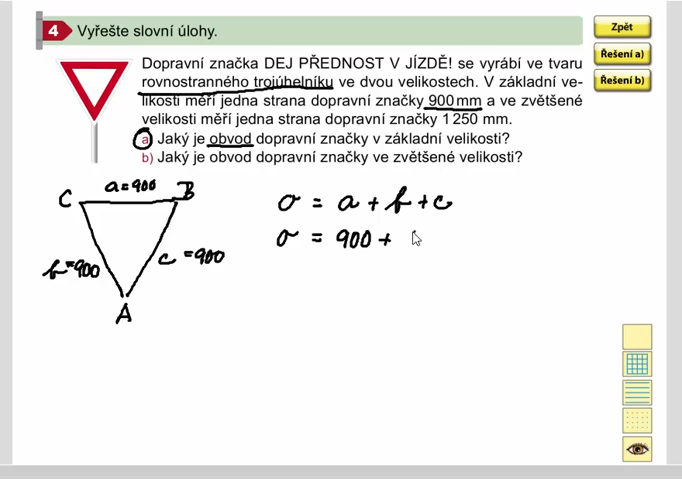 4 Vyřešte slovní úlohy.
Zpět
Řešení a)
Řešení b)
Dopravní značka DEJ PŘEDNOST V JÍZDĚ! se vyrábí ve tvaru
rovnostranného trojúhelníku ve dvou velikostech. V základní ve-
likosti měří jedna strana dopravní značky 900 mm a ve zvětšené
velikosti měří jedna strana dopravní značky 1 250 mm.
a) Jaký je obvod dopravní značky v základní velikosti?
b) Jaký je obvod dopravní značky ve zvětšené velikosti?
a=900
C B
b=900 c=900
A
o = a + b + c
o = 900 +